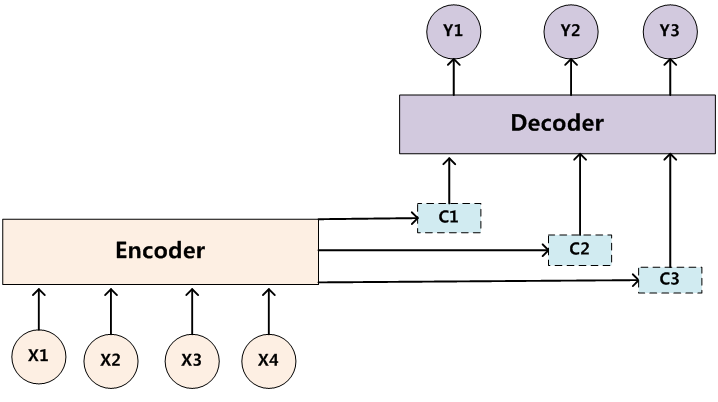 Y1 Y2 Y3
Decoder
C1
Encoder
C2
C3
X1 X2 X3 X4